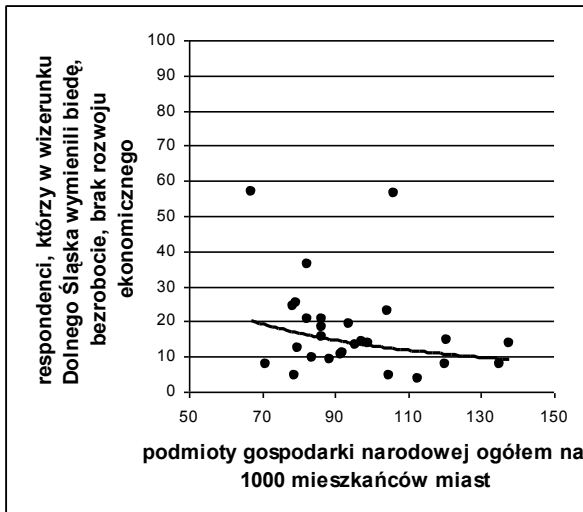 respondenci, którzy w wizerunku
Dolnego Śląska wymienili biedę,
bezrobocie, brak rozwoju
ekonomicznego
100
90
80
70
60
50
40
30
20
10
0
50
70
90
110
130
150
podmioty gospodarki narodowej ogółem na
1000 mieszkańców miast